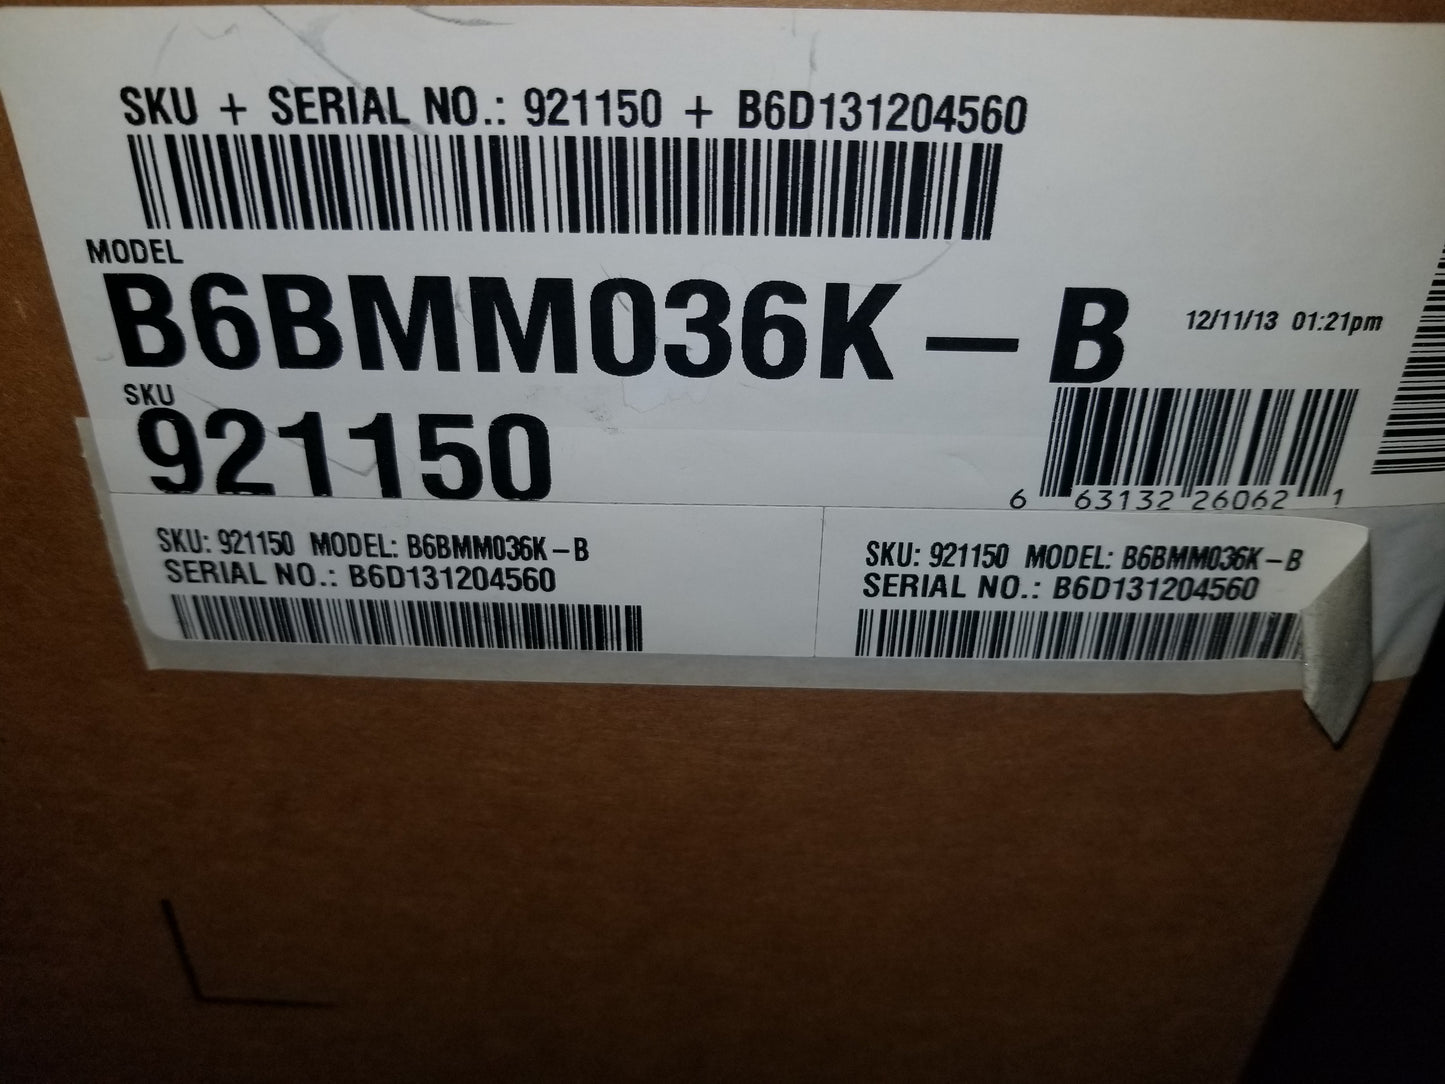 SKU + SERIAL NO.: 921150 + B6D131204560
MODEL
B6BMM036K – B
12/11/13 01:21pm
SKU
921150
6 63132 26062 1
SKU: 921150 MODEL: B6BMM036K – B
SERIAL NO.: B6D131204560
SKU: 921150 MODEL: B6BMM036K – B
SERIAL NO.: B6D131204560